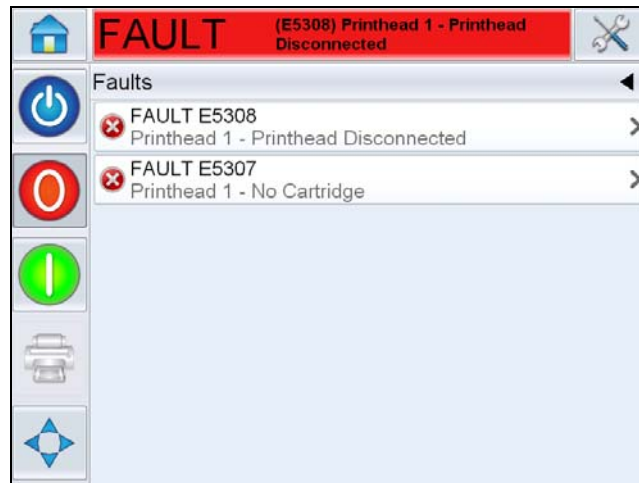 FAULT
(E5308) Printhead 1 - Printhead
Disconnected
Faults
FAULT E5308
Printhead 1 - Printhead Disconnected
FAULT E5307
Printhead 1 - No Cartridge